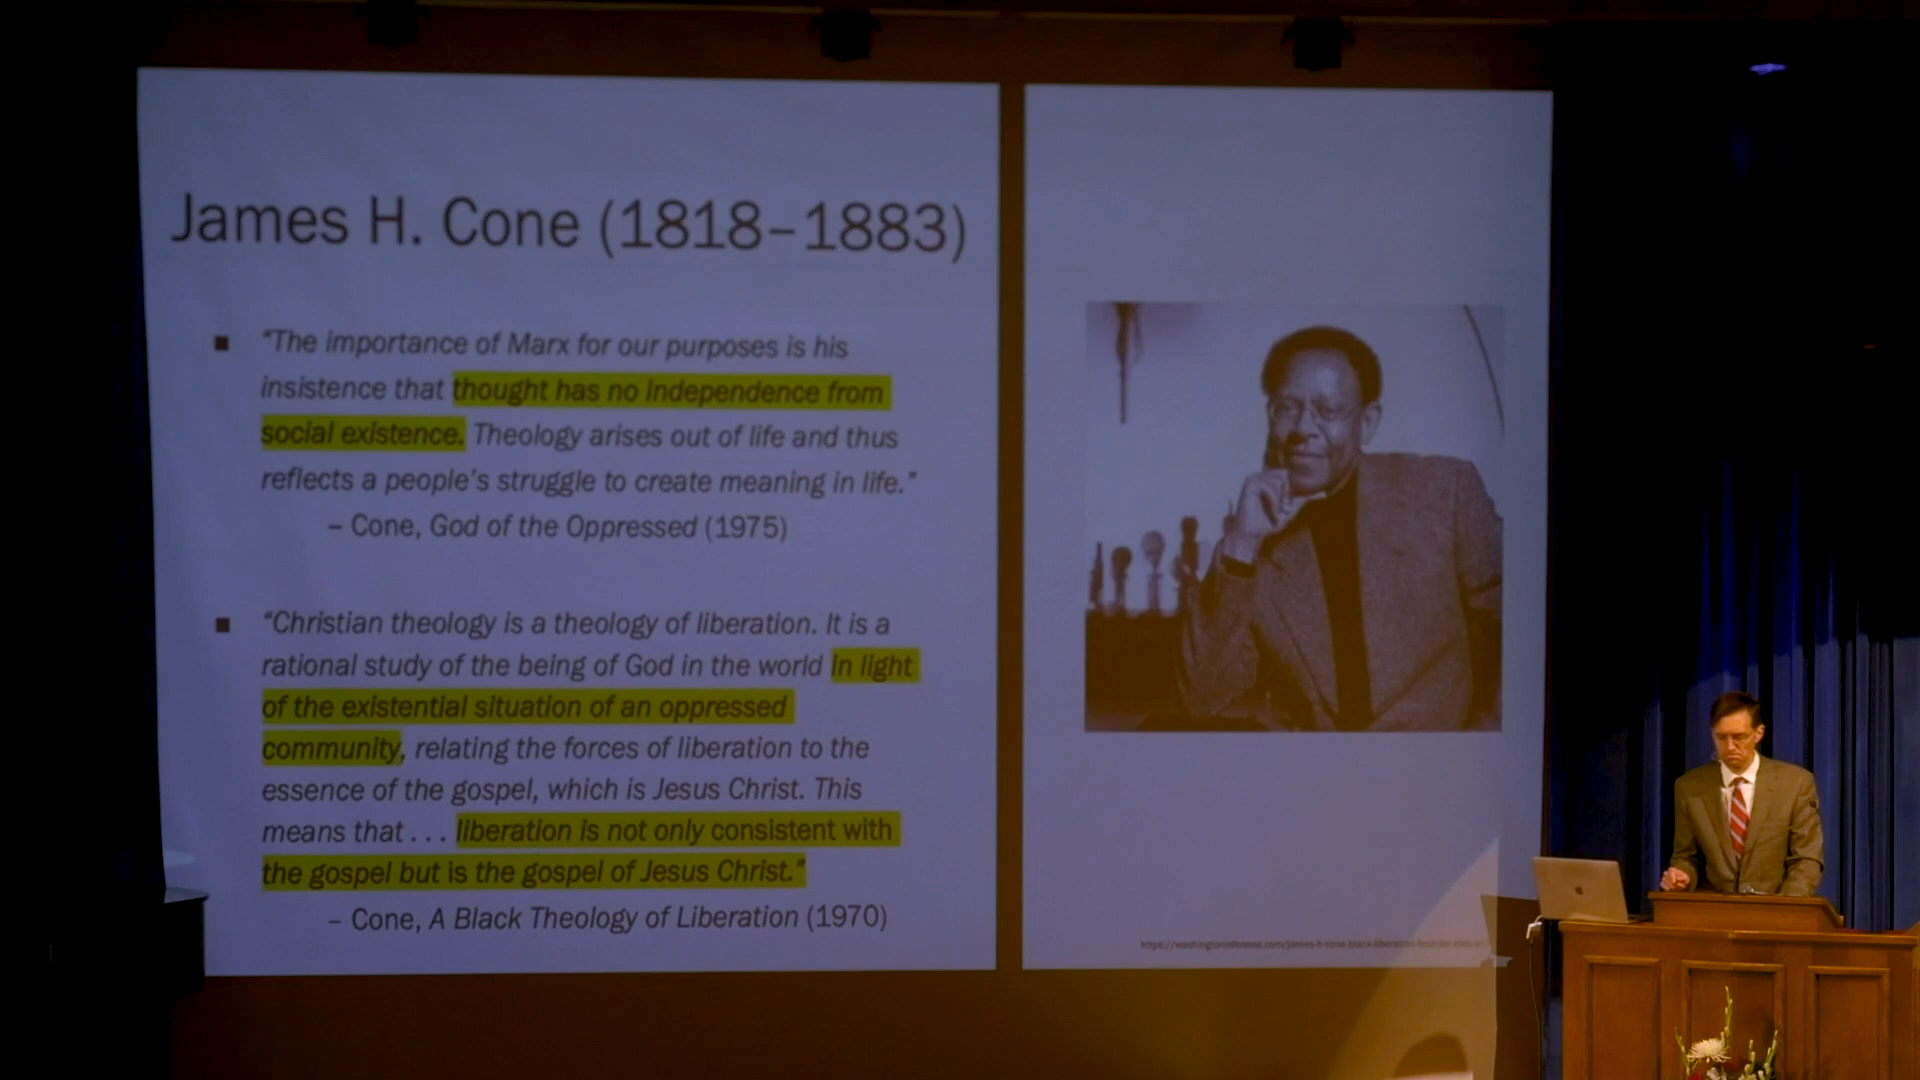 James H. Cone (1818–1883)
"The importance of Marx for our purposes is his
insistence that thought has no independence from
social existence. Theology arises out of life and thus
reflects a people's struggle to create meaning in life."
– Cone, God of the Oppressed (1975)
"Christian theology is a theology of liberation. It is a
rational study of the being of God in the world in light
of the existential situation of an oppressed
community, relating the forces of liberation to the
essence of the gospel, which is Jesus Christ. This
means that . . . liberation is not only consistent with
the gospel but is the gospel of Jesus Christ."
– Cone, A Black Theology of Liberation (1970)